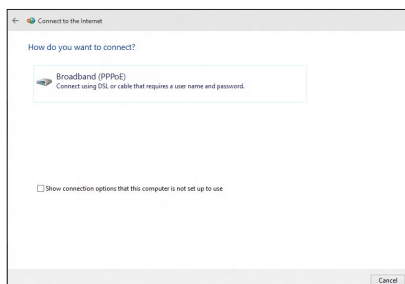 Connect to the Internet
How do you want to connect?
Broadband (PPPoE)
Connect using DSL or cable that requires a user name and password.
Show connection options that this computer is not set up to use
Cancel